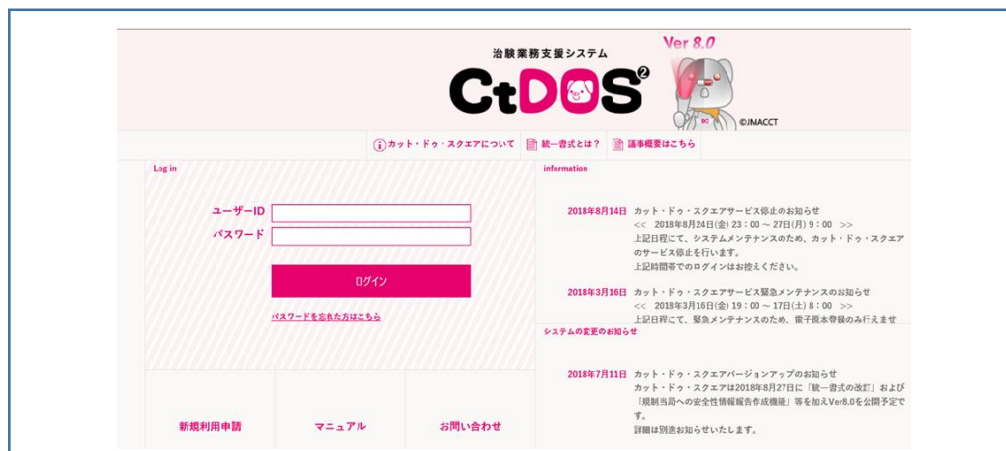 治験業務支援システム
CtDOS2
Ver 8.0
DC
©JMACCT
カット・ドゥ・スクエアについて
統一書式とは？
議事概要はこちら
Log in
ユーザーID
パスワード
ログイン
パスワードを忘れた方はこちら
新規利用申請
マニュアル
お問い合わせ
information
2018年8月14日 カット・ドゥ・スクエアサービス停止のお知らせ
<< 2018年8月24日(金) 23：00 ～ 27日(月) 9：00 >>
上記日程にて、システムメンテナンスのため、カット・ドゥ・スクエア
のサービス停止を行います。
上記時間帯でのログインはお控えください。
2018年3月16日 カット・ドゥ・スクエアサービス緊急メンテナンスのお知らせ
<< 2018年3月16日(金) 19：00 ～ 17日(土) 8：00 >>
上記日程にて、緊急メンテナンスのため、電子原本登録のみ行えませ
システムの変更のお知らせ
2018年7月11日 カット・ドゥ・スクエアバージョンアップのお知らせ
カット・ドゥ・スクエアは2018年8月27日に「統一書式の改訂」および
「規制当局への安全性情報報告作成機能」等を加えVer8.0を公開予定で
す。
詳細は別途お知らせいたします。